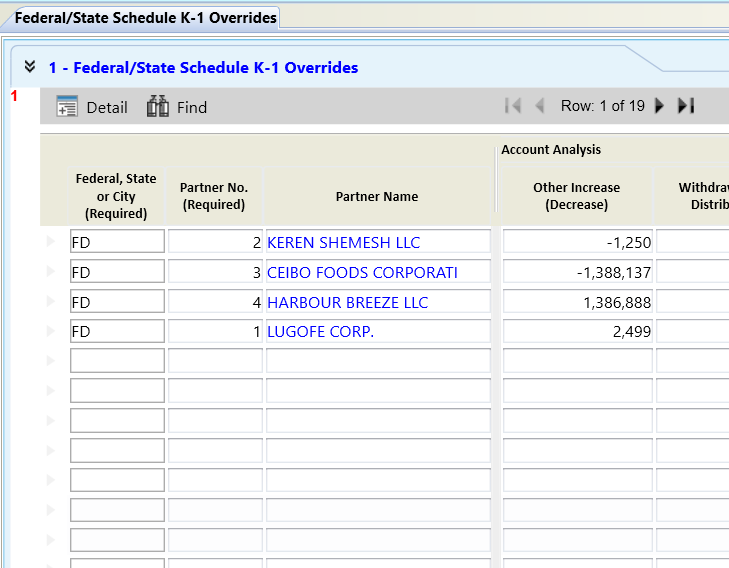 Federal/State Schedule K-1 Overrides
1 - Federal/State Schedule K-1 Overrides
1
Detail Find Row: 1 of 19
Account Analysis
Federal, State or City (Required) Partner No. (Required) Partner Name Other Increase (Decrease)
FD 2 KEREN SHEMESH LLC -1,250
FD 3 CEIBO FOODS CORPORATI -1,388,137
FD 4 HARBOUR BREEZE LLC 1,386,888
FD 1 LUGOFE CORP. 2,499